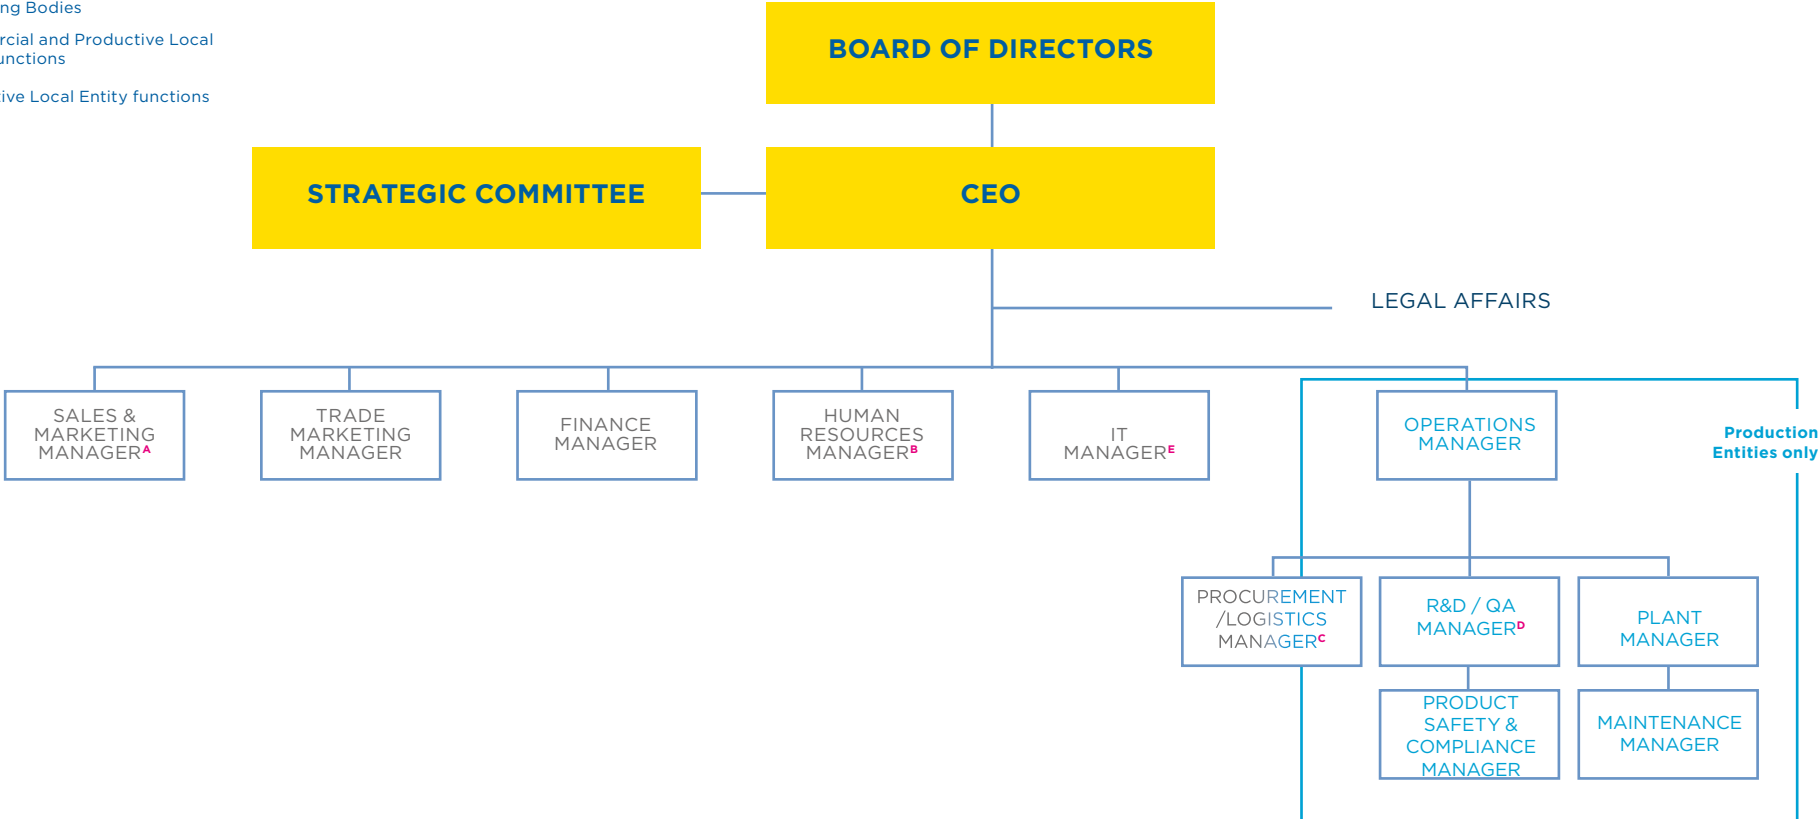 ng Bodies
rcial and Productive Local
unctions
tive Local Entity functions
BOARD OF DIRECTORS
STRATEGIC COMMITTEE
CEO
LEGAL AFFAIRS
SALES &
MARKETING
MANAGERᴬ
TRADE
MARKETING
MANAGER
FINANCE
MANAGER
HUMAN
RESOURCES
MANAGERᴮ
IT
MANAGERᴱ
OPERATIONS
MANAGER
Production
Entities only
PROCUREMENT
/LOGISTICS
MANAGERᶜ
R&D / QA
MANAGERᴰ
PLANT
MANAGER
PRODUCT
SAFETY &
COMPLIANCE
MANAGER
MAINTENANCE
MANAGER